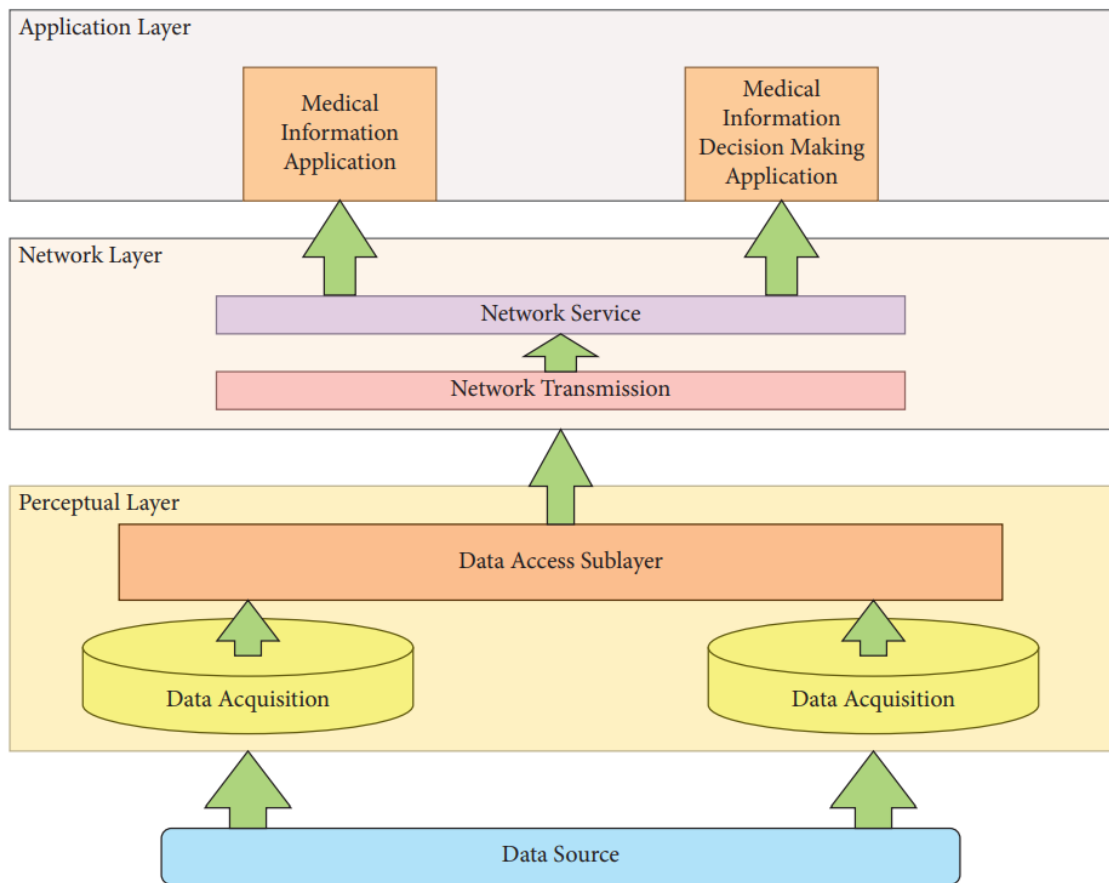 Application Layer
Medical
Information
Application
Medical
Information
Decision Making
Application
Network Layer
Network Service
Network Transmission
Perceptual Layer
Data Access Sublayer
Data Acquisition
Data Acquisition
Data Source